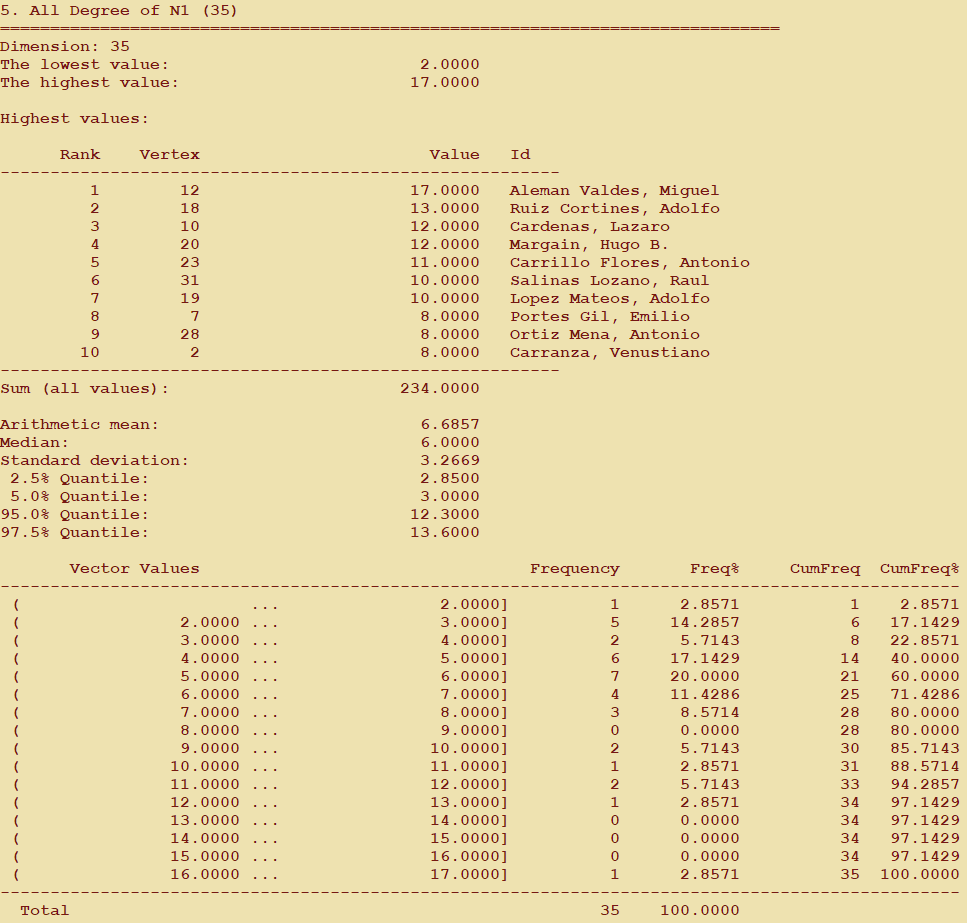 5. All Degree of N1 (35)
==============================================================================
Dimension: 35
The lowest value:                         2.0000
The highest value:                       17.0000
Highest values:
      Rank    Vertex                       Value   Id
--------------------------------------------------------
         1        12                     17.0000   Aleman Valdes, Miguel
         2        18                     13.0000   Ruiz Cortines, Adolfo
         3        10                     12.0000   Cardenas, Lazaro
         4        20                     12.0000   Margain, Hugo B.
         5        23                     11.0000   Carrillo Flores, Antonio
         6        31                     10.0000   Salinas Lozano, Raul
         7        19                     10.0000   Lopez Mateos, Adolfo
         8         7                      8.0000   Portes Gil, Emilio
         9        28                      8.0000   Ortiz Mena, Antonio
        10         2                      8.0000   Carranza, Venustiano
--------------------------------------------------------
Sum (all values):                       234.0000
Arithmetic mean:                          6.6857
Median:                                   6.0000
Standard deviation:                       3.2669
 2.5% Quantile:                           2.8500
 5.0% Quantile:                           3.0000
95.0% Quantile:                          12.3000
97.5% Quantile:                          13.6000
       Vector Values                                 Frequency       Freq%     CumFreq  CumFreq%
------------------------------------------------------------------------------------------------
 (                       ...                2.0000]          1      2.8571           1    2.8571
 (                2.0000 ...                3.0000]          5     14.2857           6   17.1429
 (                3.0000 ...                4.0000]          2      5.7143           8   22.8571
 (                4.0000 ...                5.0000]          6     17.1429          14   40.0000
 (                5.0000 ...                6.0000]          7     20.0000          21   60.0000
 (                6.0000 ...                7.0000]          4     11.4286          25   71.4286
 (                7.0000 ...                8.0000]          3      8.5714          28   80.0000
 (                8.0000 ...                9.0000]          0      0.0000          28   80.0000
 (                9.0000 ...               10.0000]          2      5.7143          30   85.7143
 (               10.0000 ...               11.0000]          1      2.8571          31   88.5714
 (               11.0000 ...               12.0000]          2      5.7143          33   94.2857
 (               12.0000 ...               13.0000]          1      2.8571          34   97.1429
 (               13.0000 ...               14.0000]          0      0.0000          34   97.1429
 (               14.0000 ...               15.0000]          0      0.0000          34   97.1429
 (               15.0000 ...               16.0000]          0      0.0000          34   97.1429
 (               16.0000 ...               17.0000]          1      2.8571          35  100.0000
------------------------------------------------------------------------------------------------
  Total                                                     35    100.0000